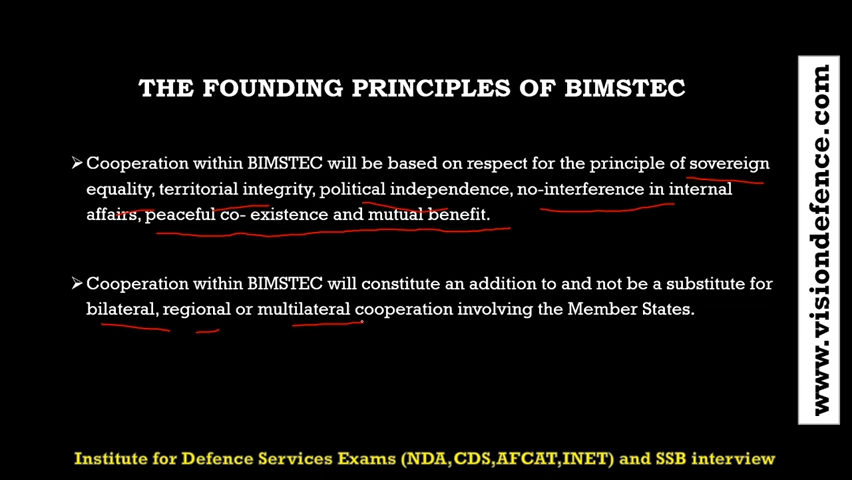 THE FOUNDING PRINCIPLES OF BIMSTEC
➢Cooperation within BIMSTEC will be based on respect for the principle of sovereign
equality, territorial integrity, political independence, no-interference in internal
affairs, peaceful co- existence and mutual benefit.
➢Cooperation within BIMSTEC will constitute an addition to and not be a substitute for
bilateral, regional or multilateral cooperation involving the Member States.
www.visiondefence.com
Institute for Defence Services Exams (NDA,CDS,AFCAT,INET) and SSB interview